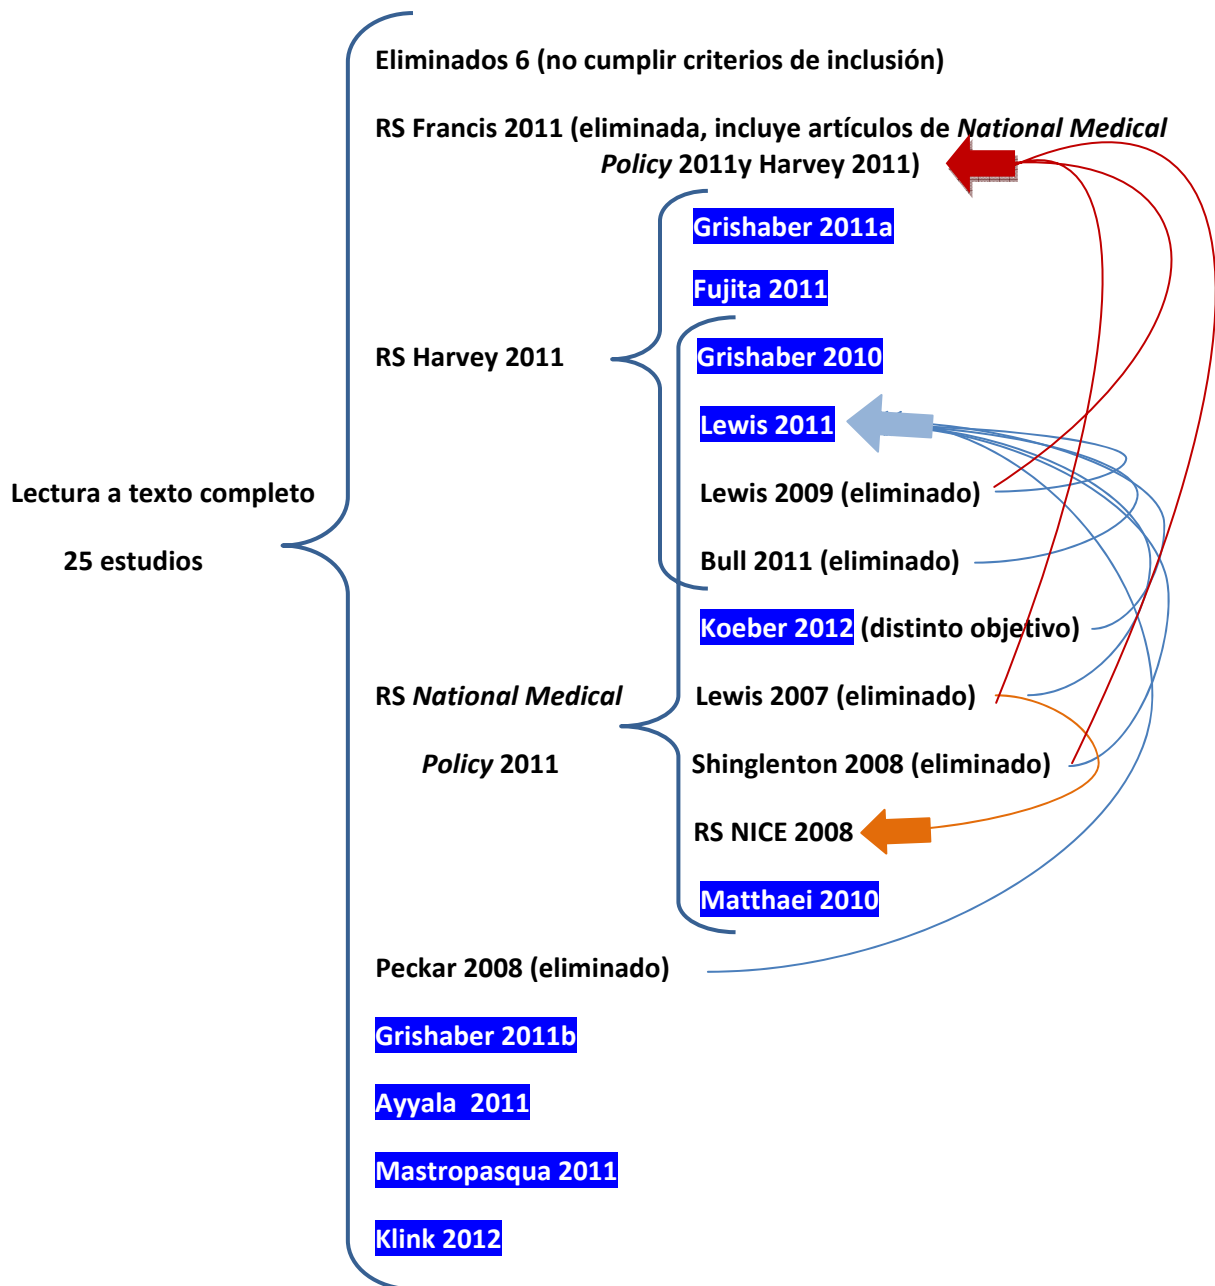 Eliminados 6 (no cumplir criterios de inclusión)
RS Francis 2011 (eliminada, incluye artículos de National Medical
Policy 2011y Harvey 2011)
Grishaber 2011a
Fujita 2011
RS Harvey 2011
Grishaber 2010
Lewis 2011
Lectura a texto completo
25 estudios
Lewis 2009 (eliminado)
Bull 2011 (eliminado)
Koeber 2012 (distinto objetivo)
RS National Medical
Policy 2011
Lewis 2007 (eliminado)
Shinglenton 2008 (eliminado)
RS NICE 2008
Matthaei 2010
Peckar 2008 (eliminado)
Grishaber 2011b
Ayyala 2011
Mastropasqua 2011
Klink 2012